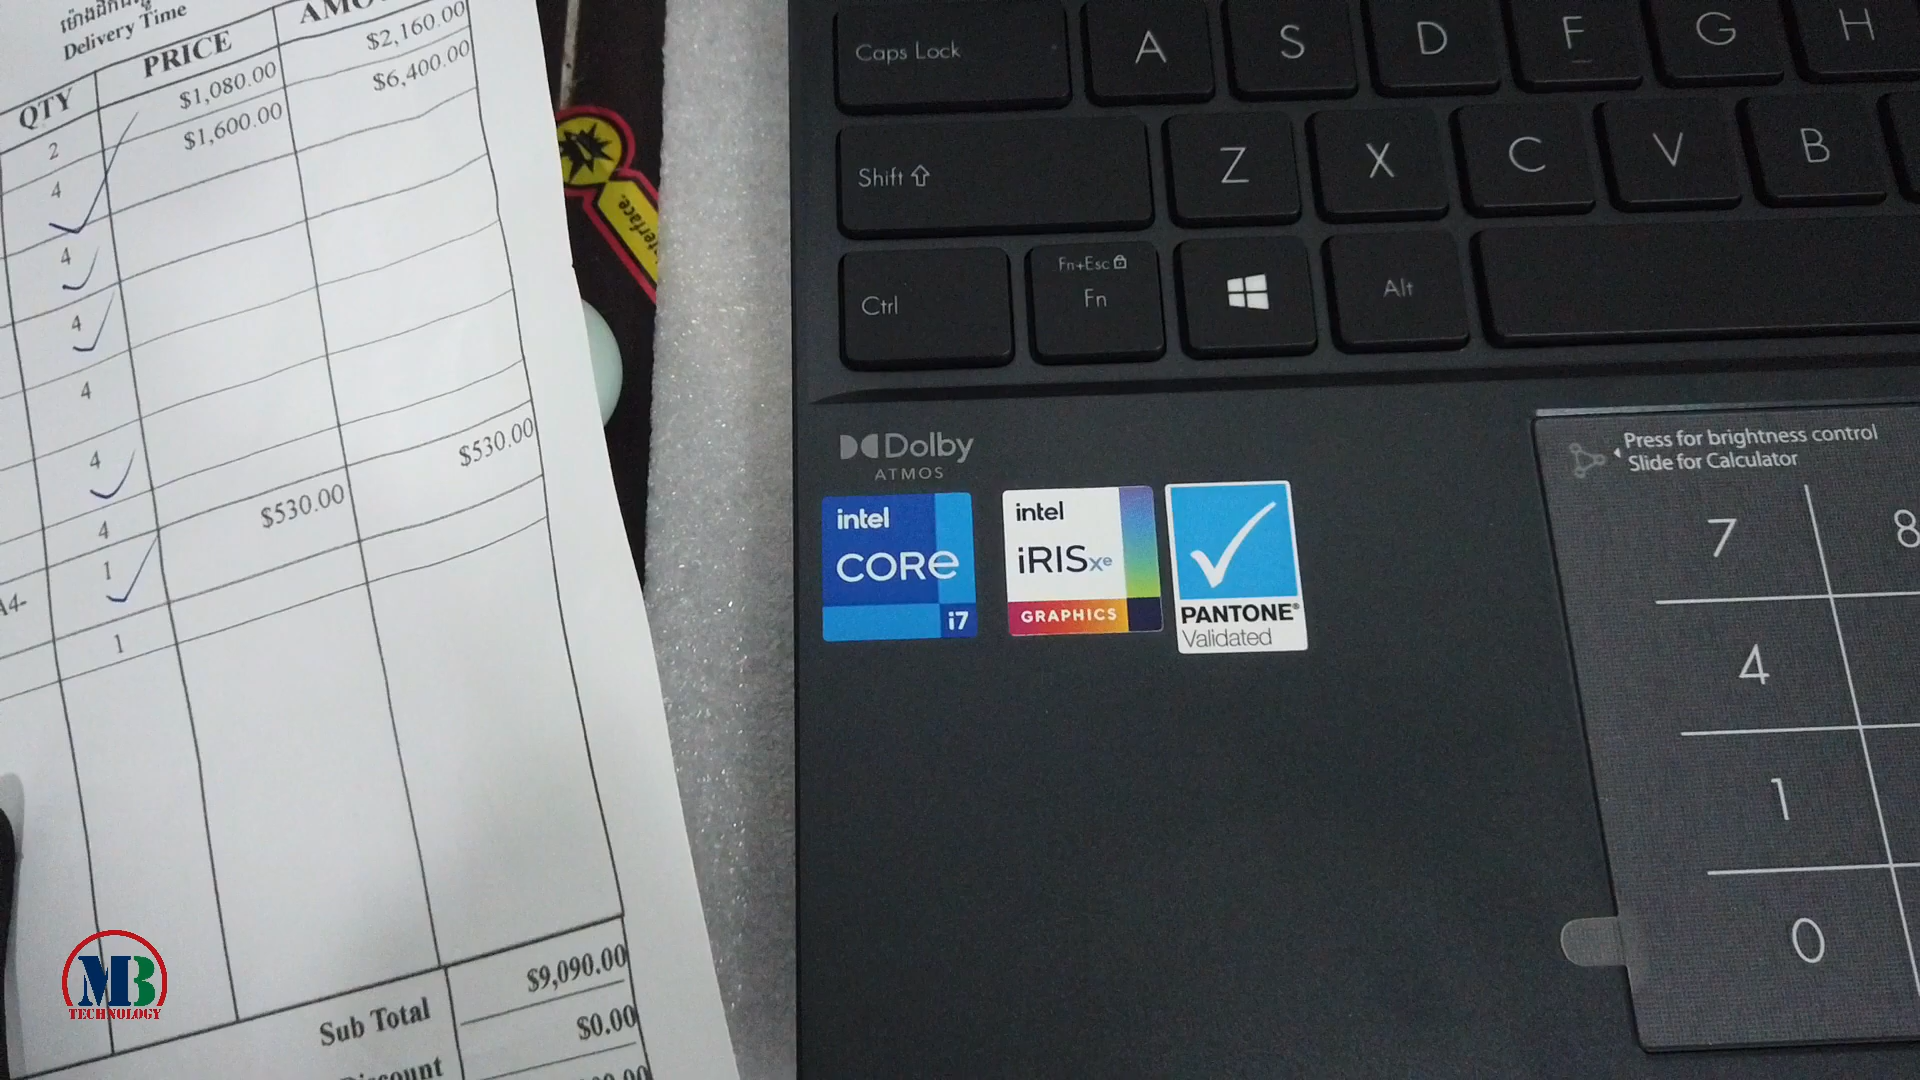 Delivery Time
QTY PRICE
2 $1,080.00 $2,160.00
4 $1,600.00 $6,400.00
4
4
4
4
4
A4- 1 $530.00 $530.00
1
Sub Total $9,090.00
$0.00
Interface.
Caps Lock A S D F G H
Shift Z X C V B
Ctrl Fn+Esc Fn Alt
Dolby
ATMOS
intel
CORe
i7
intel
iRISxe
GRAPHICS
PANTONE®
Validated
Press for brightness control
Slide for Calculator
7 8
4
1
0
MB
TECHNOLOGY